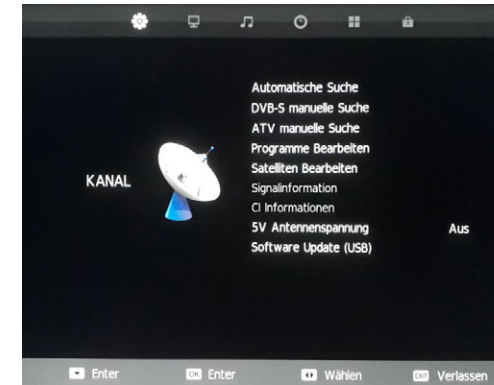 KANAL
Automatische Suche
DVB-S manuelle Suche
ATV manuelle Suche
Programme Bearbeiten
Satelliten Bearbeiten
Signalinformation
CI Informationen
5V Antennenspannung Aus
Software Update (USB)
Enter OK Enter Wählen EXIT Verlassen